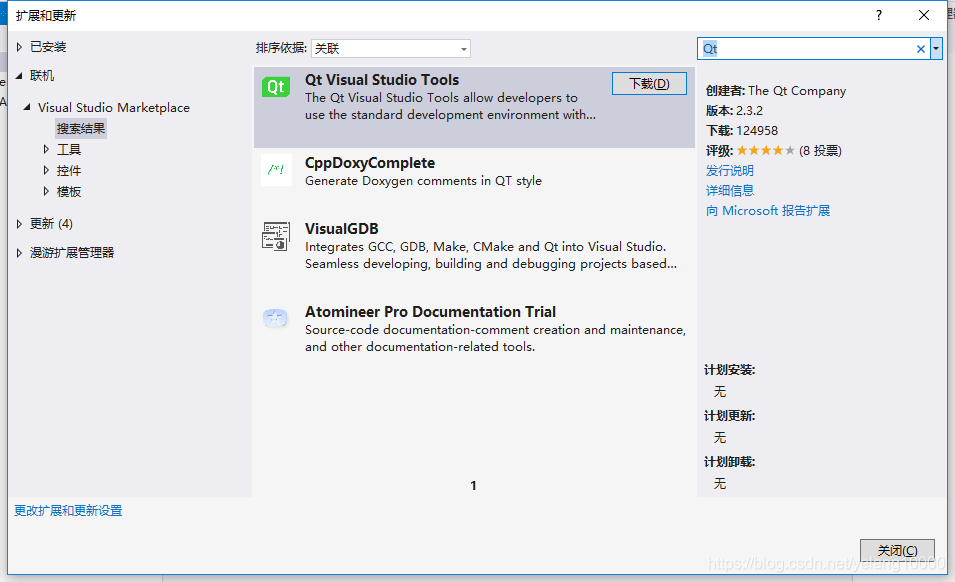 扩展和更新
?
已安装
联机
Visual Studio Marketplace
搜索结果
工具
控件
模板
更新 (4)
漫游扩展管理器
更改扩展和更新设置
排序依据: 关联
Qt
Qt Visual Studio Tools
The Qt Visual Studio Tools allow developers to
use the standard development environment with...
下载(D)
/*!
CppDoxyComplete
Generate Doxygen comments in QT style
VisualGDB
Integrates GCC, GDB, Make, CMake and Qt into Visual Studio.
Seamless developing, building and debugging projects based...
Atomineer Pro Documentation Trial
Source-code documentation-comment creation and maintenance,
and other documentation-related tools.
1
Qt
创建者: The Qt Company
版本: 2.3.2
下载: 124958
评级: (8 投票)
发行说明
详细信息
向 Microsoft 报告扩展
计划安装:
无
计划更新:
无
计划卸载:
无
关闭(C)